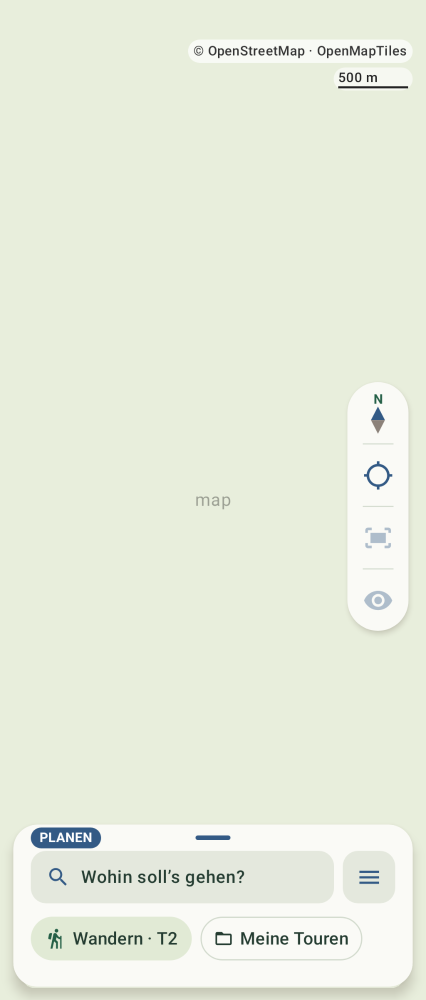 © OpenStreetMap · OpenMapTiles
500 m
N
map
PLANEN
Wohin soll’s gehen?
Wandern · T2
Meine Touren